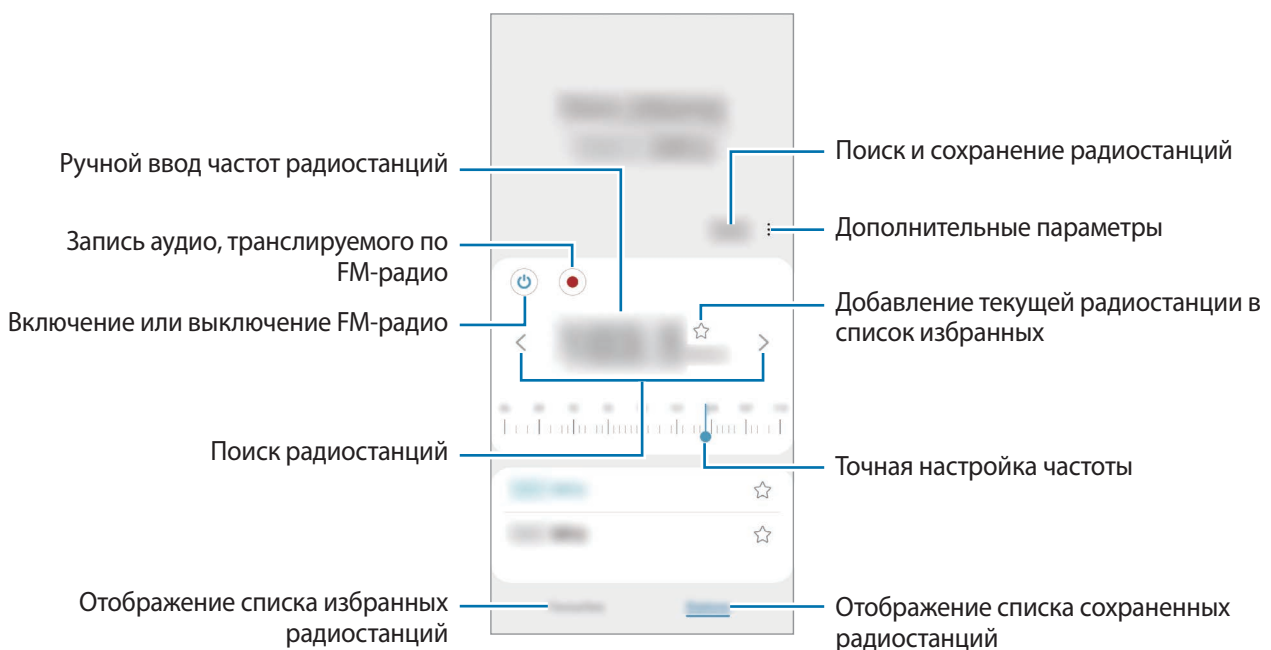 Ручной ввод частот радиостанций
Запись аудио, транслируемого по
FM-радио
Включение или выключение FM-радио
Поиск радиостанций
Отображение списка избранных
радиостанций
Поиск и сохранение радиостанций
Дополнительные параметры
Добавление текущей радиостанции в
список избранных
Точная настройка частоты
Отображение списка сохраненных
радиостанций